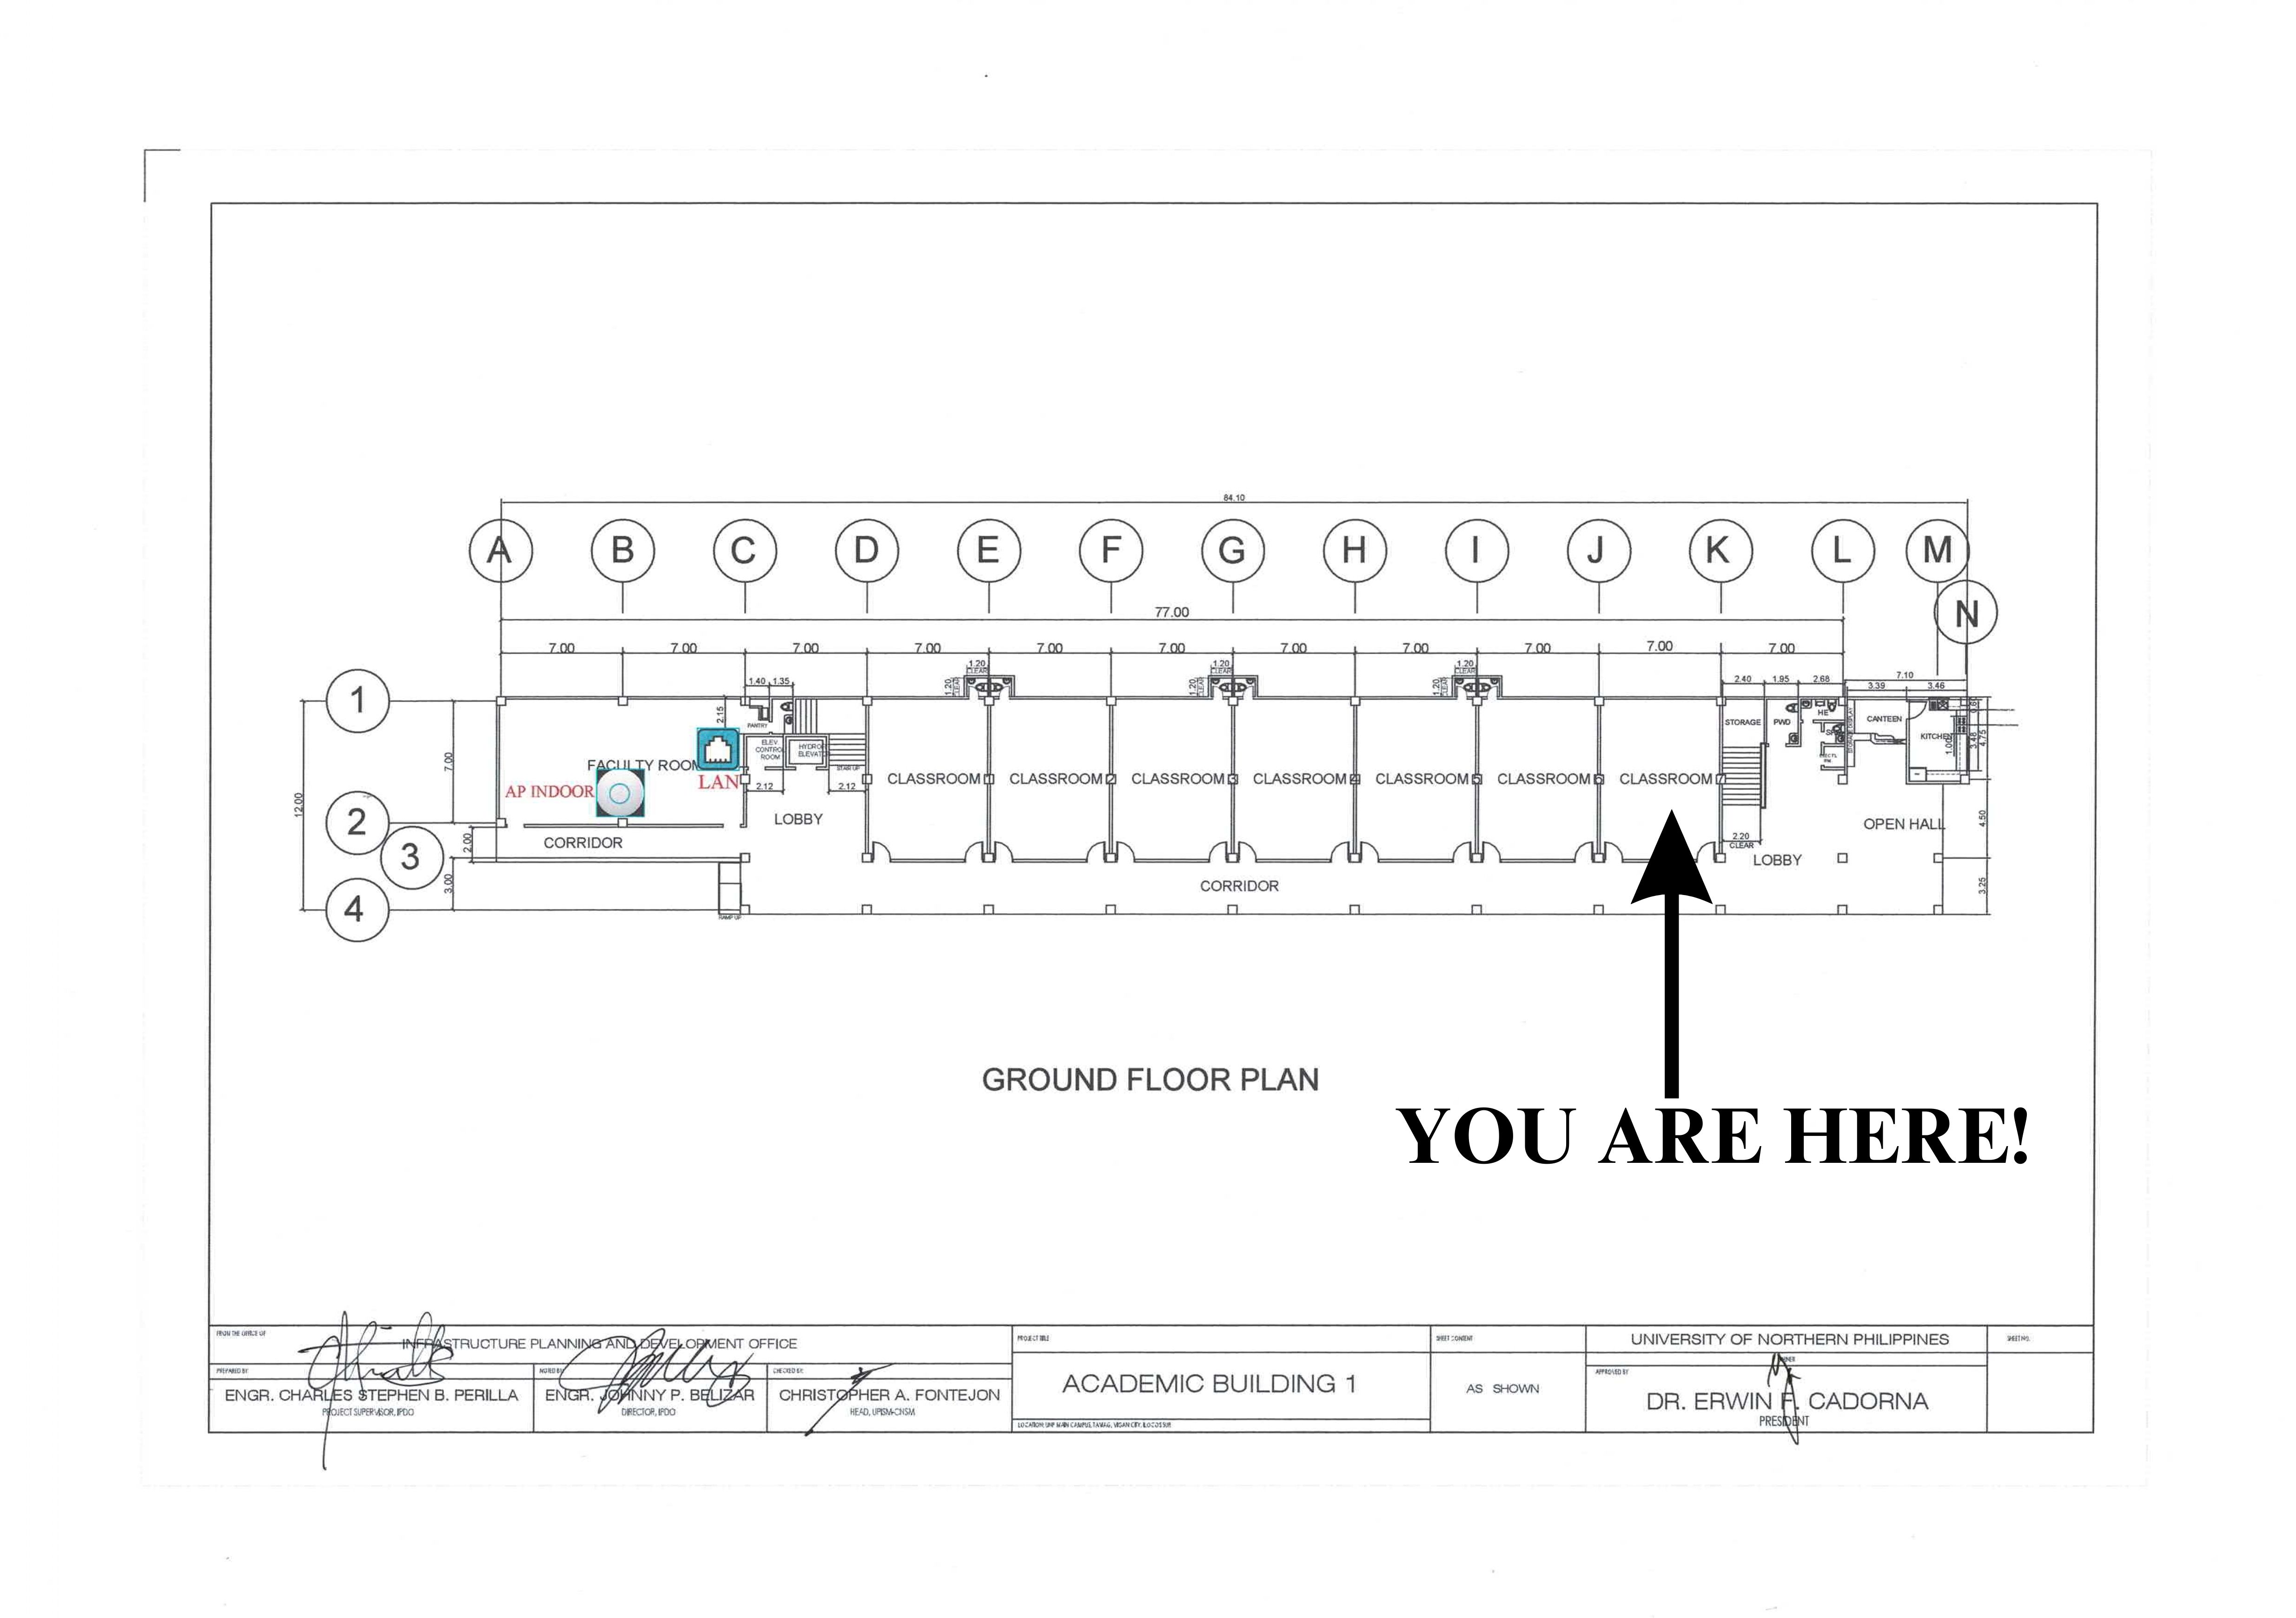 84.10
A B C D E F G H I J K L M
N
77.00
7.00 7.00 7.00 7.00 7.00 7.00 7.00 7.00 7.00 7.00 7.00
1.20 CLEAR 1.20 CLEAR 1.20 CLEAR
1.20 CLEAR 1.20 CLEAR 1.20 CLEAR
1.40 1.35
2.40 1.95 2.68
7.10
3.39 3.46
1
2
3
4
12.00
7.00
2.00
3.00
2.15
PANTRY
ELEV. CONTROL ROOM
STAIR UP
2.12 2.12
FACULTY ROOM
LAN
AP INDOOR
LOBBY
CORRIDOR
RAMP UP
CLASSROOM 1 CLASSROOM 2 CLASSROOM 3 CLASSROOM 4 CLASSROOM 5 CLASSROOM 6 CLASSROOM 7
STORAGE PWD HE
CANTEEN
KITCHEN
1.00
3.48
4.75
4.50
3.25
2.20
CLEAR
OPEN HALL
LOBBY
CORRIDOR
GROUND FLOOR PLAN
YOU ARE HERE!
FROM THE OFFICE OF
INFRASTRUCTURE PLANNING AND DEVELOPMENT OFFICE
PREPARED BY:
ENGR. CHARLES STEPHEN B. PERILLA
PROJECT SUPERVISOR, IPDO
NOTED BY:
ENGR. JOHNNY P. BELIZAR
DIRECTOR, IPDO
CHECKED BY:
CHRISTOPHER A. FONTEJON
HEAD, UPISM-CNSM
PROJECT TITLE
ACADEMIC BUILDING 1
LOCATION: UNP MAIN CAMPUS, TAMAG, VIGAN CITY, ILOCOS SUR
SHEET CONTENT
AS SHOWN
UNIVERSITY OF NORTHERN PHILIPPINES
OWNER
APPROVED BY
DR. ERWIN F. CADORNA
PRESIDENT
SHEET NO.